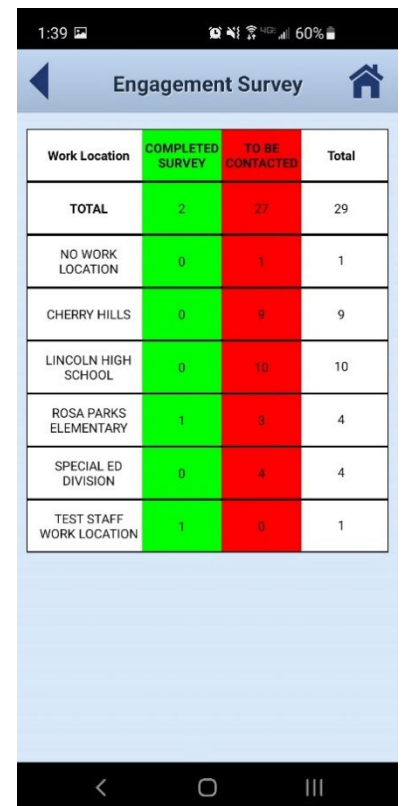 1:39 4GE 60%
Engagement Survey
Work Location COMPLETED SURVEY TO BE CONTACTED Total
TOTAL 2 27 29
NO WORK LOCATION 0 1 1
CHERRY HILLS 0 9 9
LINCOLN HIGH SCHOOL 0 10 10
ROSA PARKS ELEMENTARY 1 3 4
SPECIAL ED DIVISION 0 4 4
TEST STAFF WORK LOCATION 1 0 1